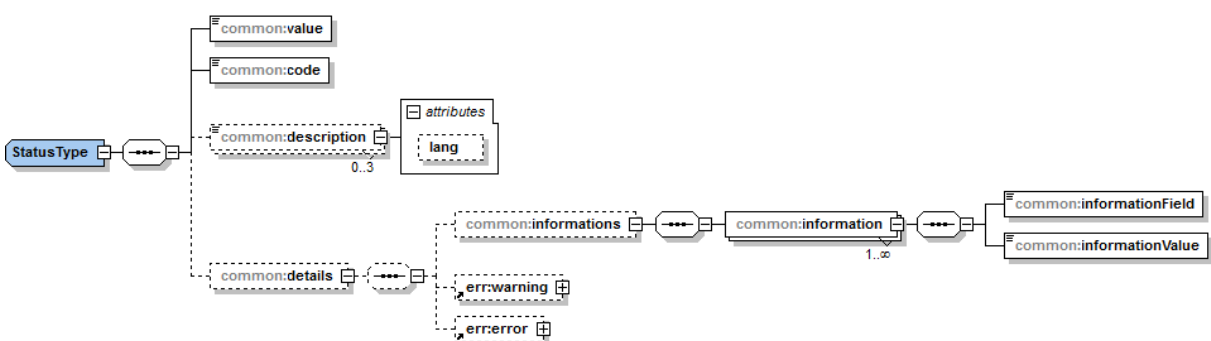 common:value
common:code
attributes
common:description
lang
StatusType
0..3
common:informationField
common:informations
common:information
common:informationValue
1..∞
common:details
err:warning
err:error